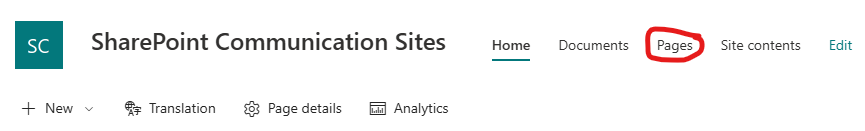 SC
SharePoint Communication Sites
Home Documents Pages Site contents Edit
New Translation Page details Analytics